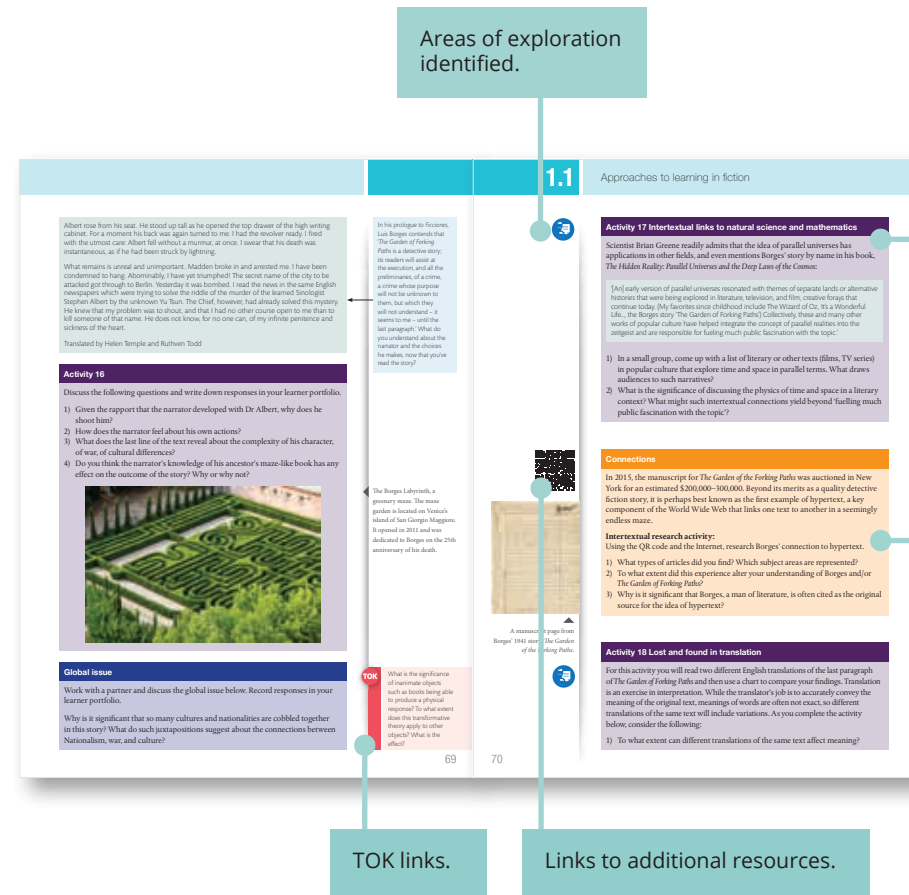 Areas of exploration
identified.
Albert rose from his seat. He stood up tall as he opened the top drawer of the high writing
cabinet. For a moment his back was again turned to me. I had the revolver ready. I fired
with the utmost care: Albert fell without a murmur, at once. I swear that his death was
instantaneous, as if he had been struck by lightning.
What remains is unreal and unimportant. Madden broke in and arrested me. I have been
condemned to hang. Abominably, I have yet triumphed! The secret name of the city to be
attacked got through to Berlin. Yesterday it was bombed. I read the news in the same English
newspapers which were trying to solve the riddle of the murder of the learned Sinologist
Stephen Albert by the unknown Yu Tsun. The Chief, however, had already solved this mystery.
He knew that my problem was to shout, and that I had no other course open to me than to
kill someone of that name. He does not know, for no one can, of my infinite penitence and
sickness of the heart.
Translated by Helen Temple and Ruthven Todd
In his prologue to Ficciones,
Luis Borges contends that
'The Garden of Forking
Paths is a detective story;
its readers will assist at
the execution, and all the
preliminaries, of a crime,
a crime whose purpose
will not be unknown to
them, but which they
will not understand – it
seems to me – until the
last paragraph.' What do
you understand about the
narrator and the choices
he makes, now that you've
read the story?
Activity 16
Discuss the following questions and write down responses in your learner portfolio.
1) Given the rapport that the narrator developed with Dr Albert, why does he
shoot him?
2) How does the narrator feel about his own actions?
3) What does the last line of the text reveal about the complexity of his character,
of war, of cultural differences?
4) Do you think the narrator's knowledge of his ancestor's maze-like book has any
effect on the outcome of the story? Why or why not?
The Borges Labyrinth, a
greenery maze. The maze
garden is located on Venice's
island of San Giorgio Maggiore.
It opened in 2011 and was
dedicated to Borges on the 25th
anniversary of his death.
Global issue
Work with a partner and discuss the global issue below. Record responses in your
learner portfolio.
Why is it significant that so many cultures and nationalities are cobbled together
in this story? What do such juxtapositions suggest about the connections between
Nationalism, war, and culture?
TOK
What is the significance
of inanimate objects
such as books being able
to produce a physical
response? To what extent
does this transformative
theory apply to other
objects? What is the
effect?
69
1.1
Approaches to learning in fiction
Activity 17 Intertextual links to natural science and mathematics
Scientist Brian Greene readily admits that the idea of parallel universes has
applications in other fields, and even mentions Borges' story by name in his book,
The Hidden Reality: Parallel Universes and the Deep Laws of the Cosmos:
'[An] early version of parallel universes resonated with themes of separate lands or alternative
histories that were being explored in literature, television, and film, creative forays that
continue today. (My favorites since childhood include The Wizard of Oz, It's a Wonderful
Life.., the Borges story 'The Garden of Forking Paths') Collectively, these and many other
works of popular culture have helped integrate the concept of parallel realities into the
zeitgeist and are responsible for fueling much public fascination with the topic.'
1) In a small group, come up with a list of literary or other texts (films, TV series)
in popular culture that explore time and space in parallel terms. What draws
audiences to such narratives?
2) What is the significance of discussing the physics of time and space in a literary
context? What might such intertextual connections yield beyond 'fuelling much
public fascination with the topic'?
Connections
In 2015, the manuscript for The Garden of the Forking Paths was auctioned in New
York for an estimated $200,000–300,000. Beyond its merits as a quality detective
fiction story, it is perhaps best known as the first example of hypertext, a key
component of the World Wide Web that links one text to another in a seemingly
endless maze.
Intertextual research activity:
Using the QR code and the Internet, research Borges' connection to hypertext.
1) What types of articles did you find? Which subject areas are represented?
2) To what extent did this experience alter your understanding of Borges and/or
The Garden of Forking Paths?
3) Why is it significant that Borges, a man of literature, is often cited as the original
source for the idea of hypertext?
A manuscript page from
Borges' 1941 story The Garden
of the Forking Paths.
Activity 18 Lost and found in translation
For this activity you will read two different English translations of the last paragraph
of The Garden of Forking Paths and then use a chart to compare your findings. Translation
is an exercise in interpretation. While the translator's job is to accurately convey the
meaning of the original text, meanings of words are often not exact, so different
translations of the same text will include variations. As you complete the activity
below, consider the following:
1) To what extent can different translations of the same text affect meaning?
70
TOK links.
Links to additional resources.